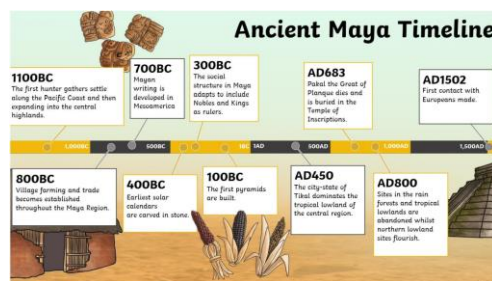 Ancient Maya Timeline
1100BC
The first hunter gathers settle
along the Pacific Coast and then
expanding into the central
highlands.
700BC
Mayan
writing is
developed in
Mesoamerica
300BC
The social
structure in Maya
adapts to include
Nobles and Kings
as rulers.
AD683
Pakal the Great of
Planque dies and
is buried in the
Temple of
Inscriptions.
AD1502
First contact with
Europeans made.
1,000BC
500BC
1BC
1AD
500AD
1,000AD
1,500AD
800BC
Village farming and trade
becomes established
throughout the Maya Region.
400BC
Earliest solar
calendars
are carved in stone.
100BC
The first pyramids
are built.
AD450
The city-state of
Tikal dominates the
tropical lowland of
the central region.
AD800
Sites in the rain
forests and tropical
lowlands are
abandoned whilst
northern lowland
sites flourish.